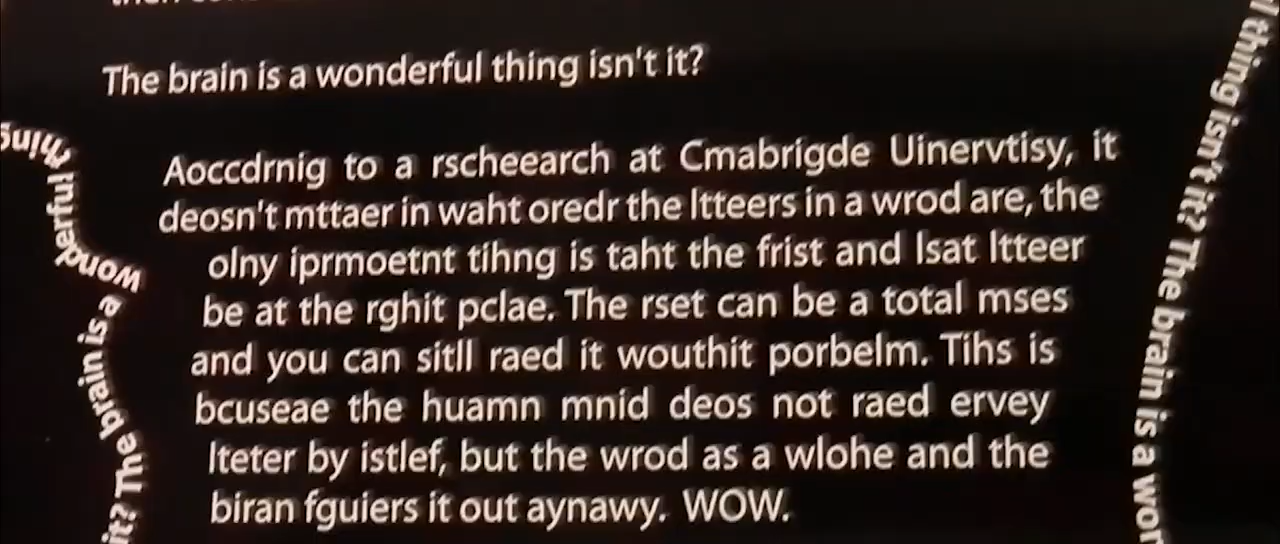 The brain is a wonderful thing isn't it?
Aoccdrnig to a rscheearch at Cmabrigde Uinervtisy, it
deosn't mttaer in waht oredr the ltteers in a wrod are, the
olny iprmoetnt tihng is taht the frist and lsat ltteer
be at the rghit pclae. The rset can be a total mses
and you can sitll raed it wouthit porbelm. Tihs is
bcuseae the huamn mnid deos not raed ervey
lteter by istlef, but the wrod as a wlohe and the
biran fguiers it out aynawy. WOW.
it? The brain is a wonderful thing
thing isn't it? The brain is a